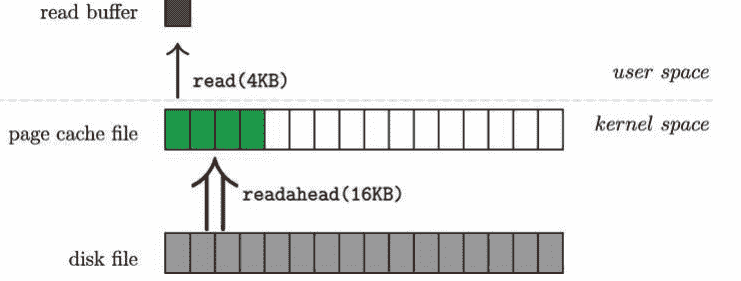 read buffer
read(4KB)
user space
page cache file
kernel space
readahead(16KB)
disk file